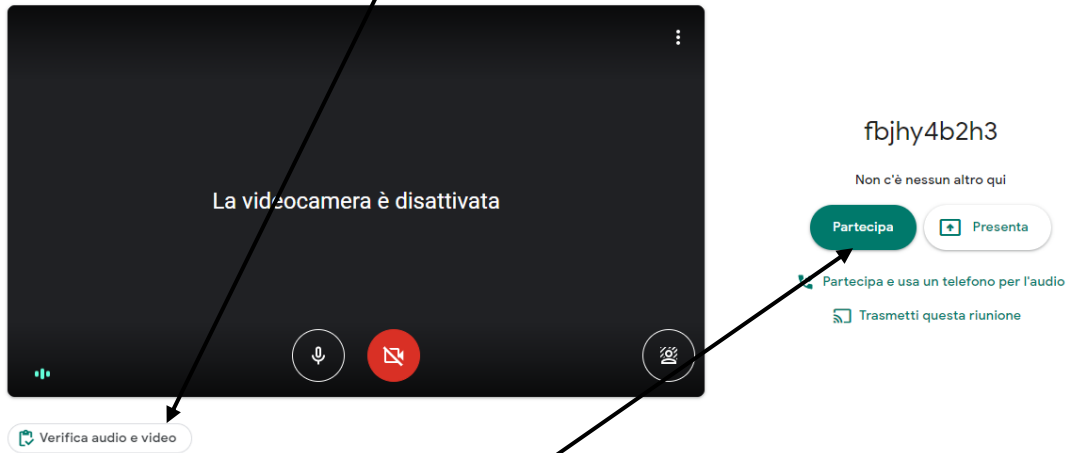 La videocamera è disattivata
Verifica audio e video
fbjhy4b2h3
Non c'è nessun altro qui
Partecipa
Presenta
Partecipa e usa un telefono per l'audio
Trasmetti questa riunione